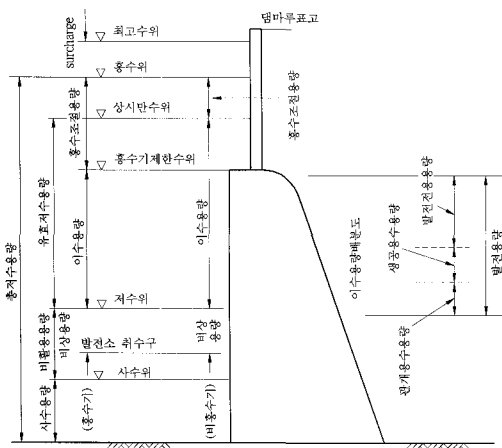 댐마루표고
최고수위
surcharge
홍수위
상시만수위
홍수조절용량
홍수조절용량
홍수기제한수위
총저수용량
유효저수용량
이수용량
이수용량
저수위
비활용용량
비상용량
비상
용량
발전소 취수구
사수위
사수용량
(홍수기)
(비홍수기)
이수용량배분도
발전전용용량
생공용수용량
관개용수용량
발전용량